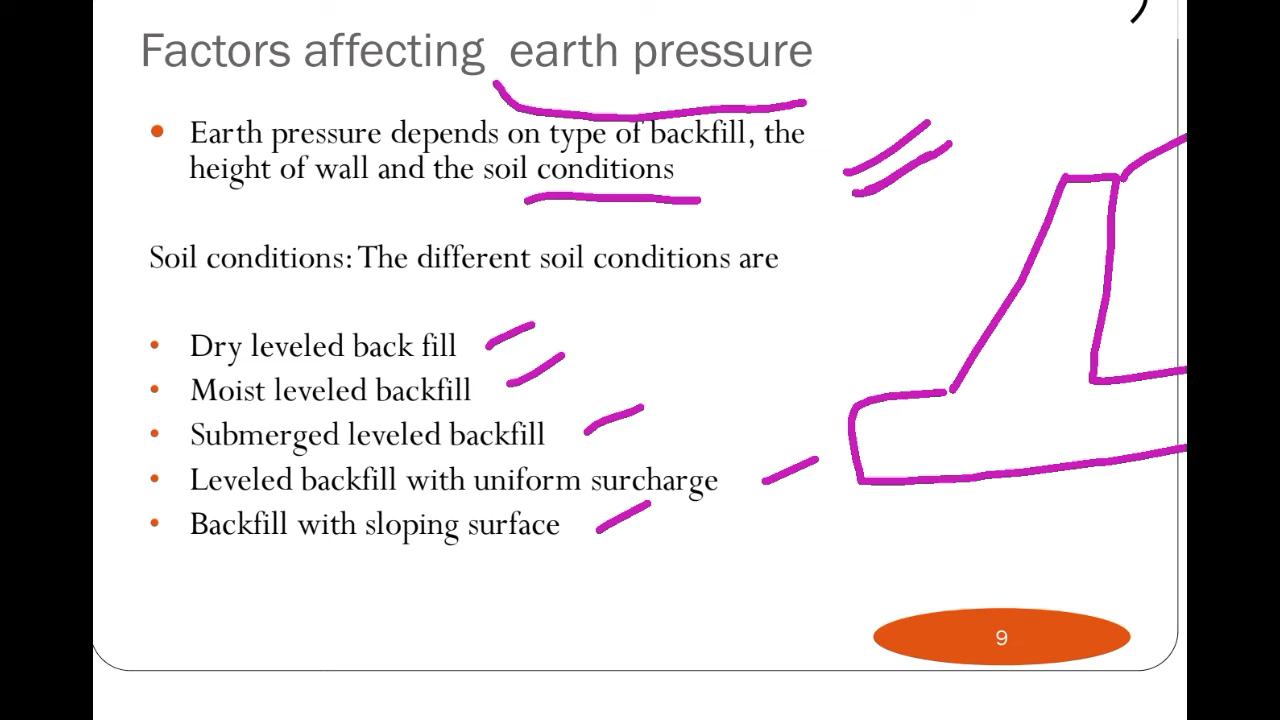 Factors affecting earth pressure
• Earth pressure depends on type of backfill, the
height of wall and the soil conditions
Soil conditions: The different soil conditions are
• Dry leveled back fill
• Moist leveled backfill
• Submerged leveled backfill
• Leveled backfill with uniform surcharge
• Backfill with sloping surface
9